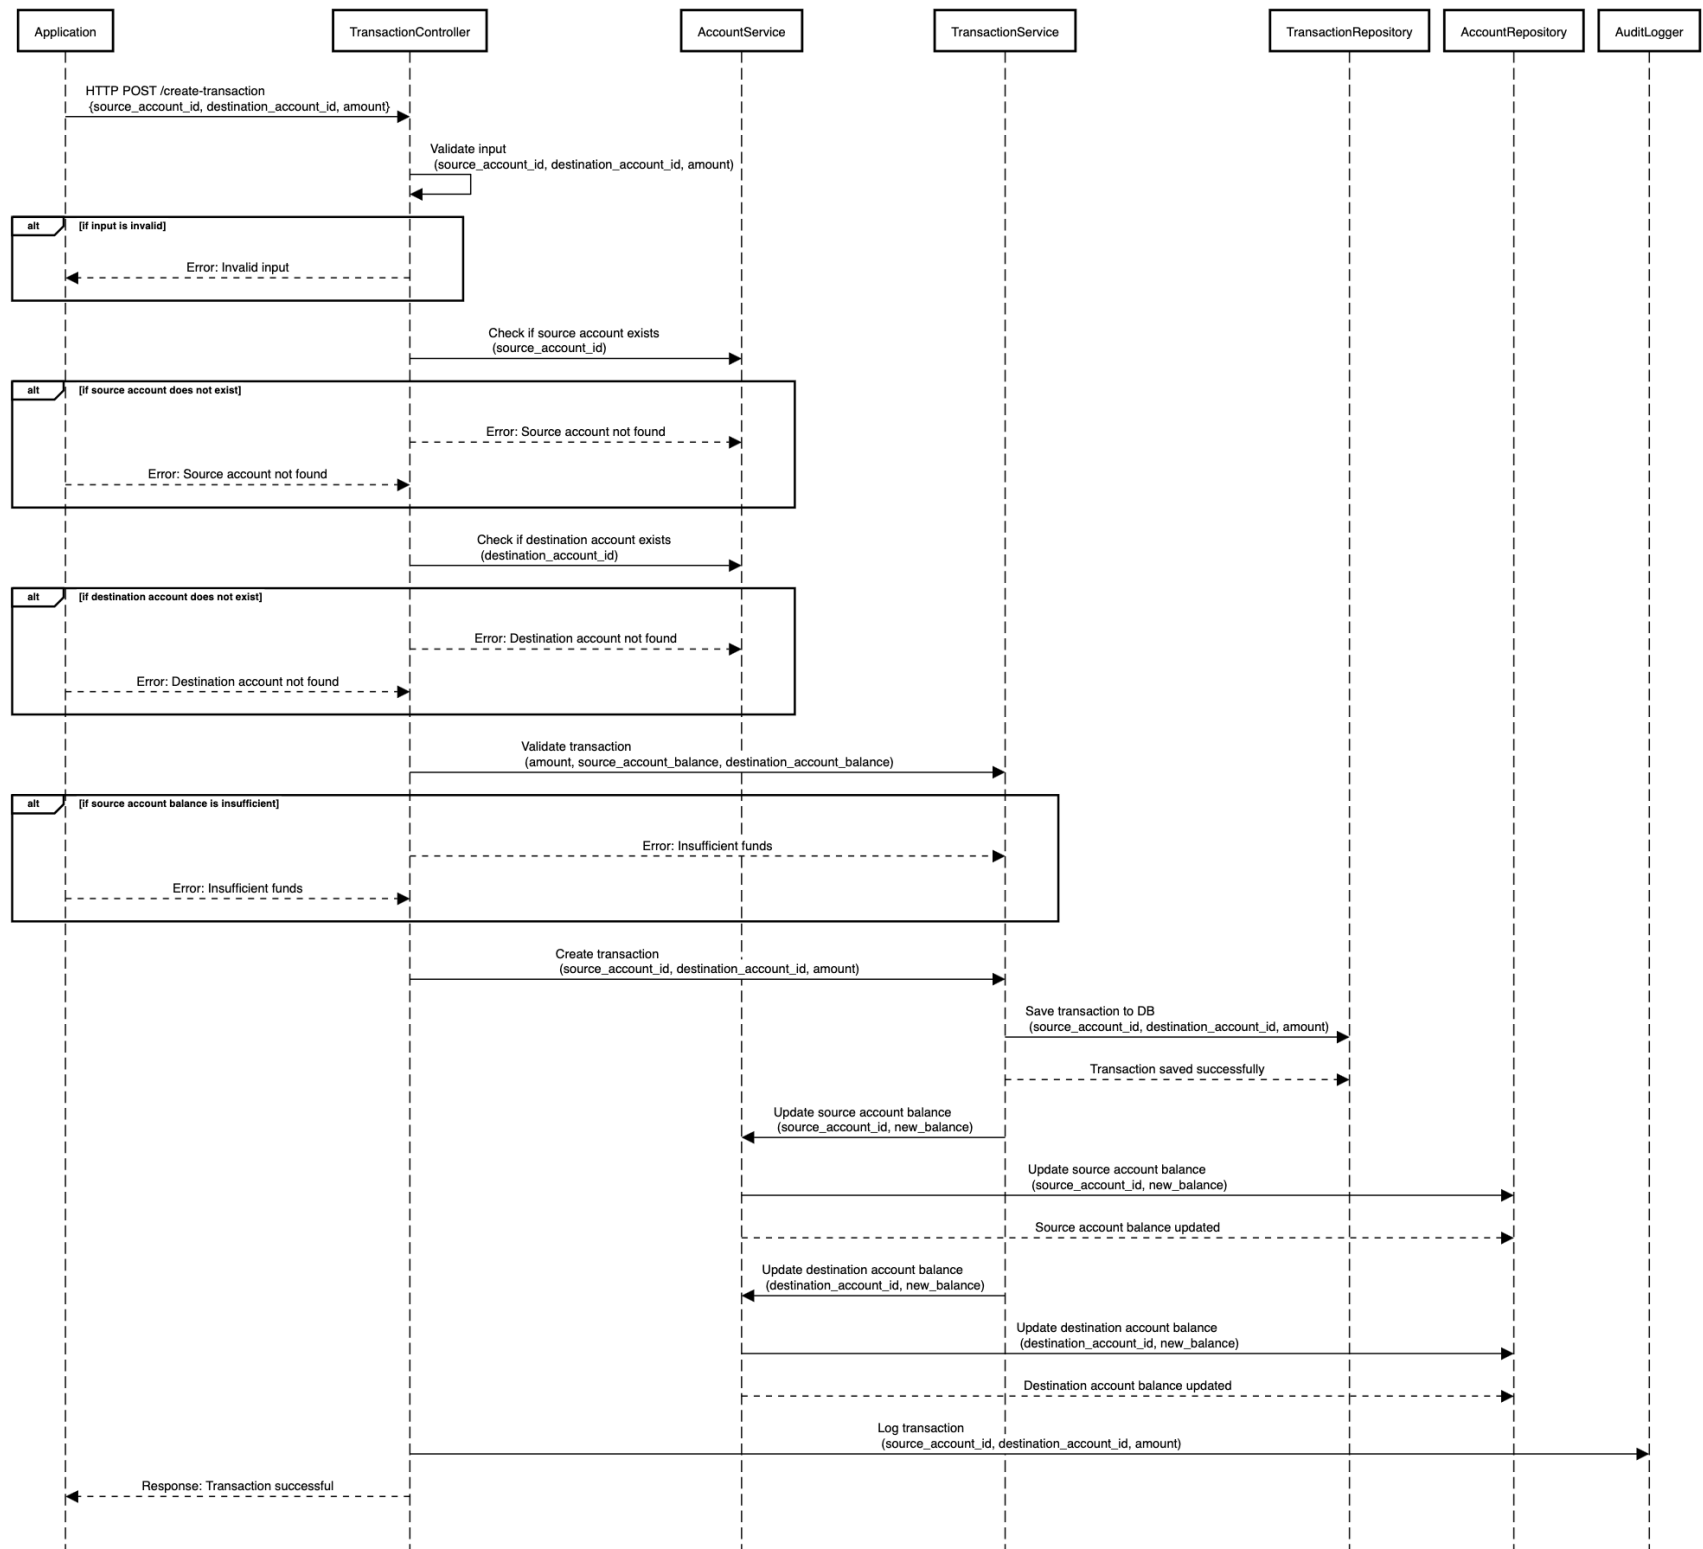 Application
TransactionController
AccountService
TransactionService
TransactionRepository
AccountRepository
AuditLogger
HTTP POST /create-transaction
{source_account_id, destination_account_id, amount}
Validate input
(source_account_id, destination_account_id, amount)
alt
[if input is invalid]
Error: Invalid input
Check if source account exists
(source_account_id)
alt
[if source account does not exist]
Error: Source account not found
Error: Source account not found
Check if destination account exists
(destination_account_id)
alt
[if destination account does not exist]
Error: Destination account not found
Error: Destination account not found
Validate transaction
(amount, source_account_balance, destination_account_balance)
alt
[if source account balance is insufficient]
Error: Insufficient funds
Error: Insufficient funds
Create transaction
(source_account_id, destination_account_id, amount)
Save transaction to DB
(source_account_id, destination_account_id, amount)
Transaction saved successfully
Update source account balance
(source_account_id, new_balance)
Update source account balance
(source_account_id, new_balance)
Source account balance updated
Update destination account balance
(destination_account_id, new_balance)
Update destination account balance
(destination_account_id, new_balance)
Destination account balance updated
Log transaction
(source_account_id, destination_account_id, amount)
Response: Transaction successful